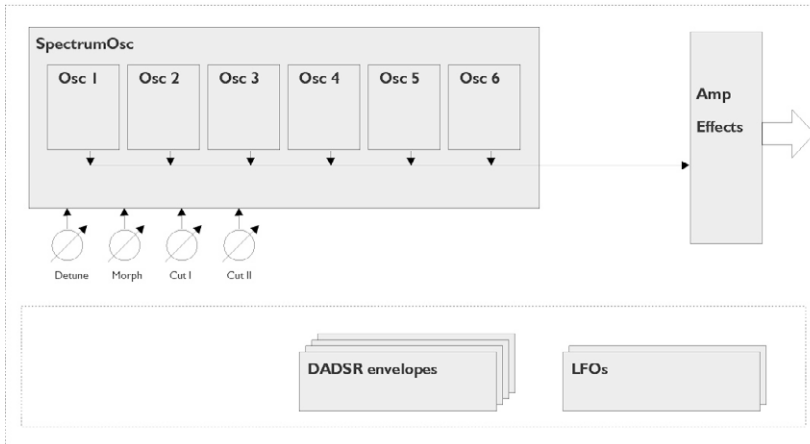 SpectrumOsc
Osc 1 Osc 2 Osc 3 Osc 4 Osc 5 Osc 6
Amp
Effects
Detune Morph Cut I Cut II
DADSR envelopes LFOs